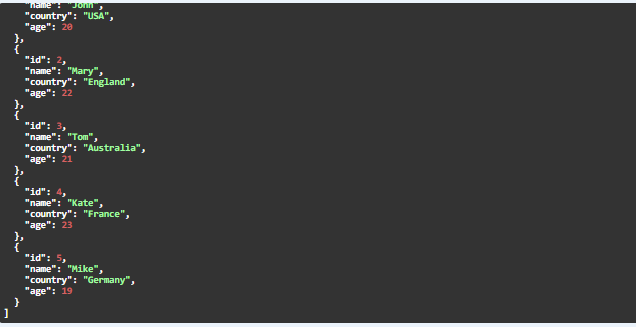 "name": "John",
"country": "USA",
"age": 20
},
{
"id": 2,
"name": "Mary",
"country": "England",
"age": 22
},
{
"id": 3,
"name": "Tom",
"country": "Australia",
"age": 21
},
{
"id": 4,
"name": "Kate",
"country": "France",
"age": 23
},
{
"id": 5,
"name": "Mike",
"country": "Germany",
"age": 19
}
]